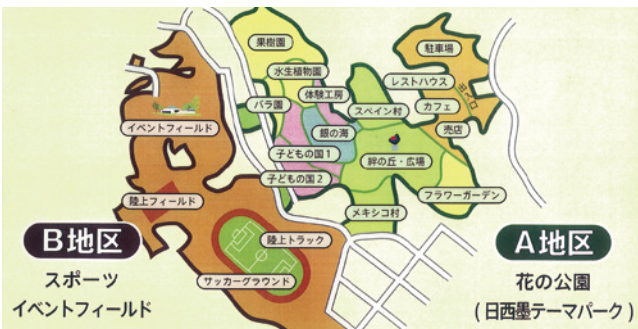 果樹園
駐車場
水生植物園
レストハウス
体験工房
バラ園
スペイン村
カフェ
イベントフィールド
銀の海
売店
子どもの国1
絆の丘・広場
子どもの国2
陸上フィールド
フラワーガーデン
メキシコ村
陸上トラック
サッカーグラウンド
B地区
スポーツ
イベントフィールド
A地区
花の公園
(日西墨テーマパーク)